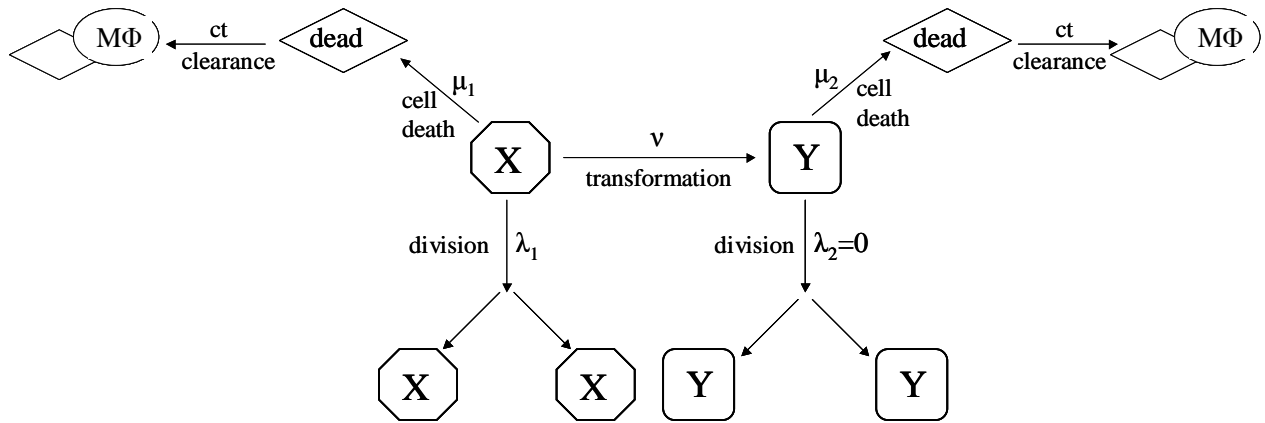 MΦ
ct
clearance
dead
dead
ct
clearance
MΦ
μ1
cell
death
μ2
cell
death
X
ν
transformation
Y
division
λ1
division
λ2=0
X
X
Y
Y